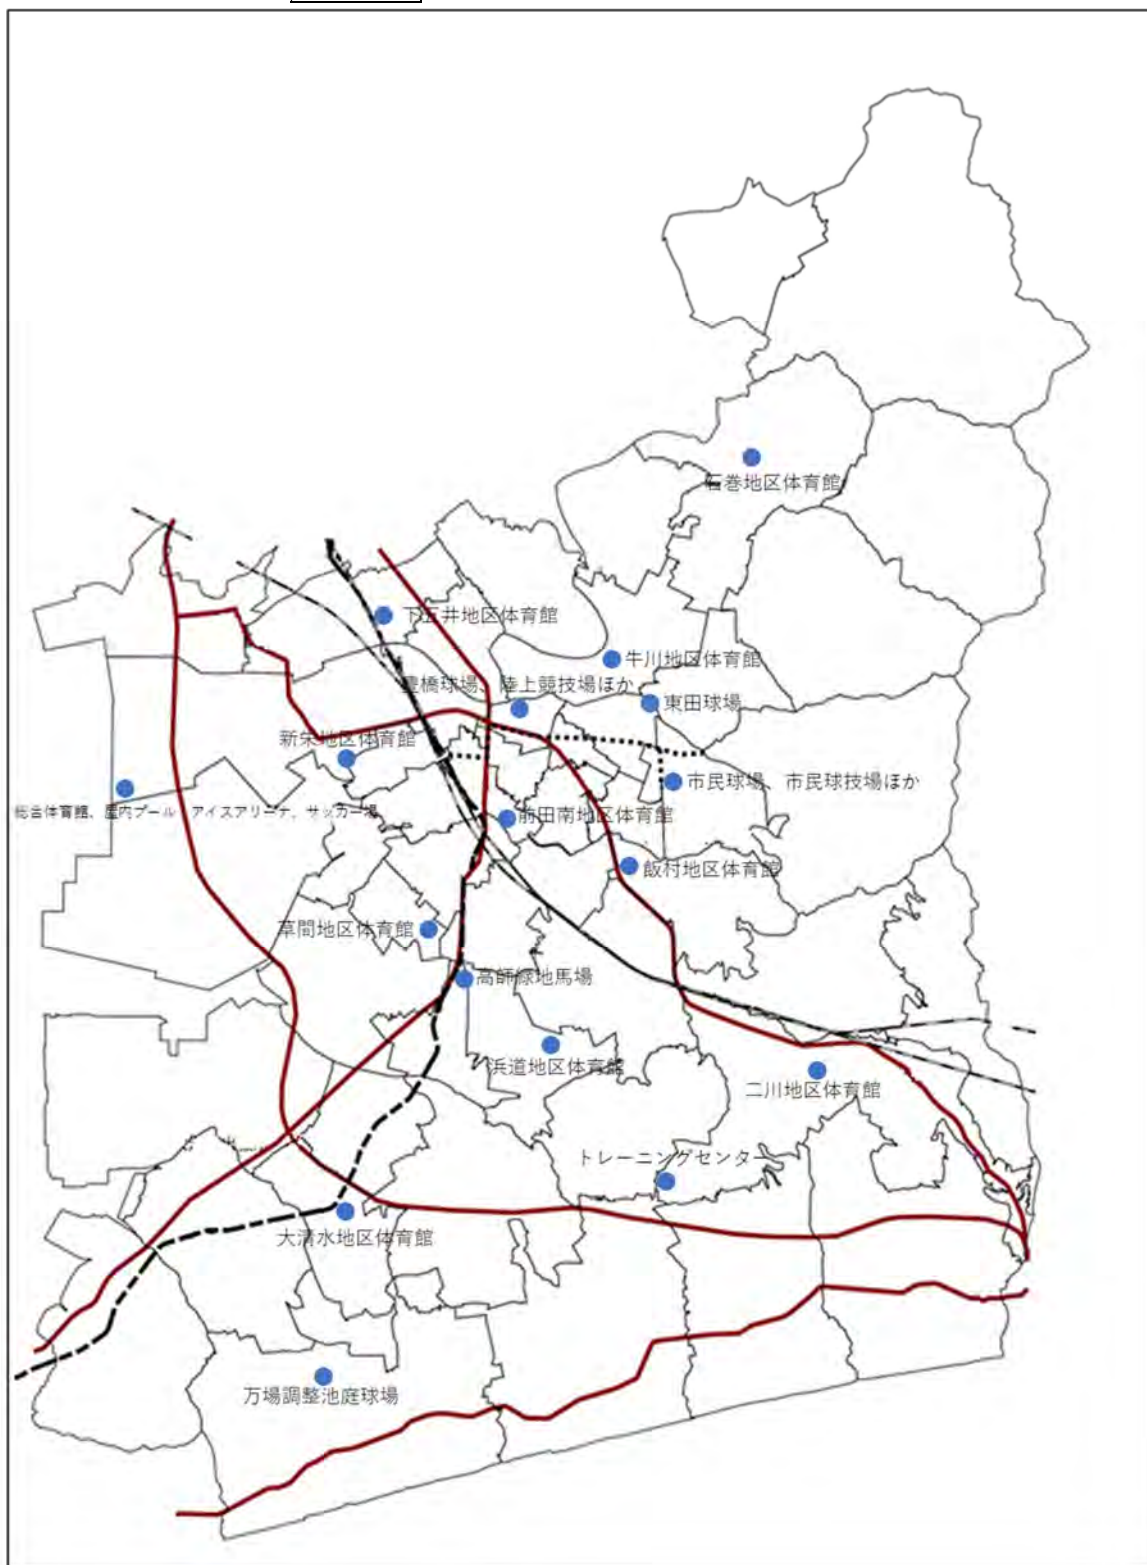 石巻地区体育館
下五井地区体育館
牛川地区体育館
豊橋球場、陸上競技場ほか
東田球場
新栄地区体育館
市民球場、市民球技場ほか
総合体育館、屋内プール・アイスアリーナ、サッカー場
前田南地区体育館
飯村地区体育館
草間地区体育館
高師緑地馬場
浜道地区体育館
二川地区体育館
トレーニングセンター
大清水地区体育館
万場調整池庭球場